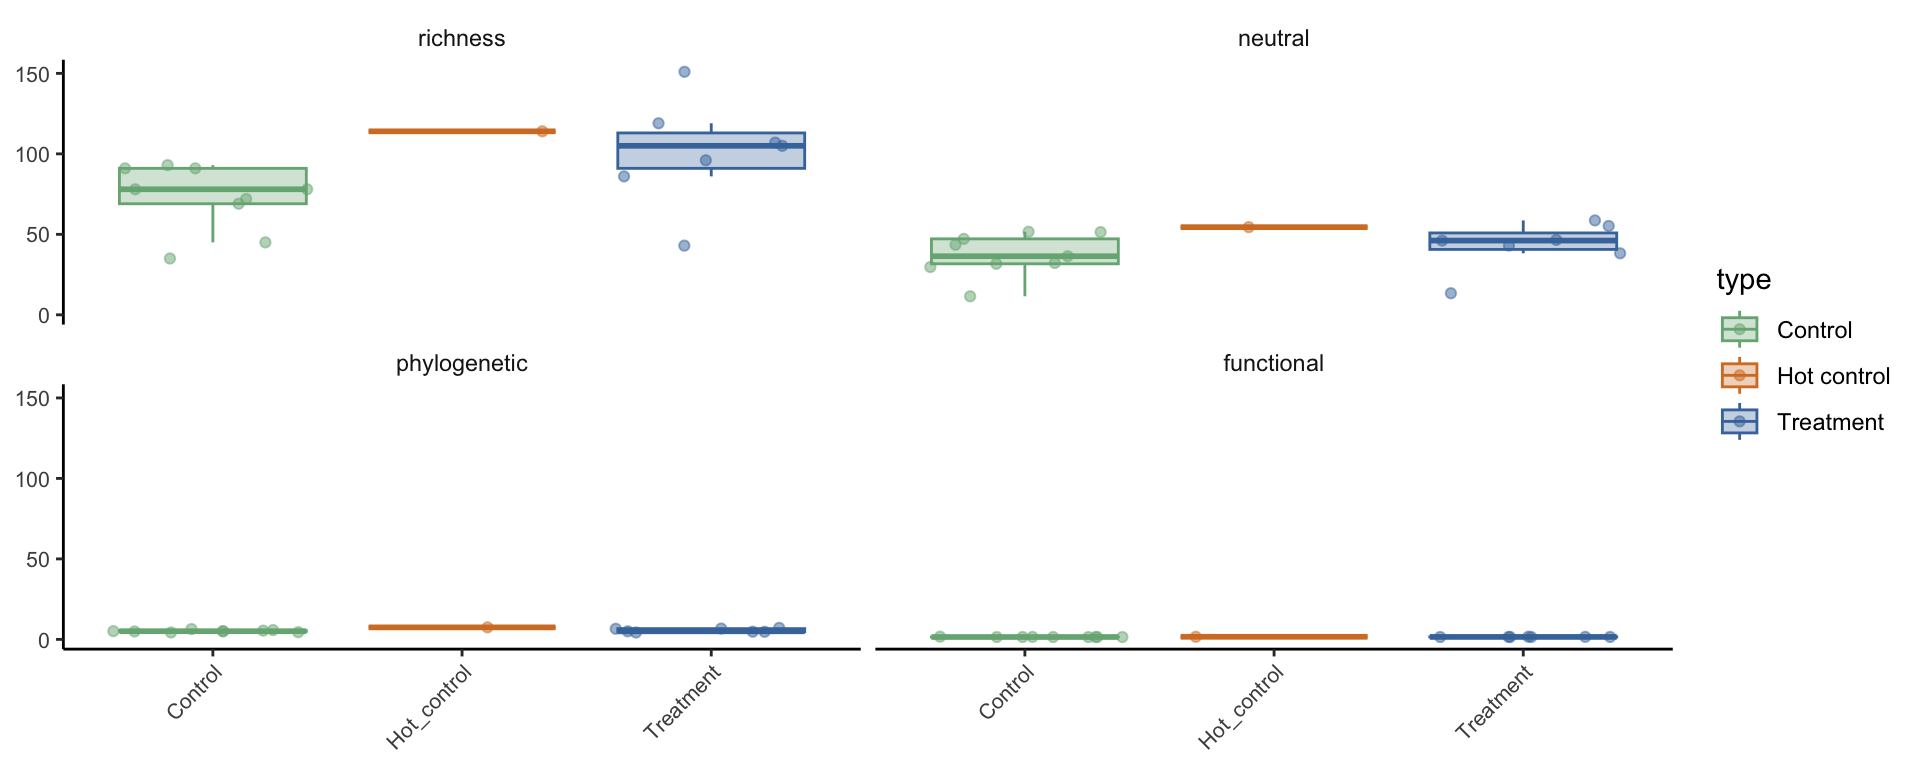 richness
neutral
150
100
50
0
phylogenetic
functional
150
100
50
0
Control
Hot_control
Treatment
Control
Hot_control
Treatment
type
Control
Hot control
Treatment